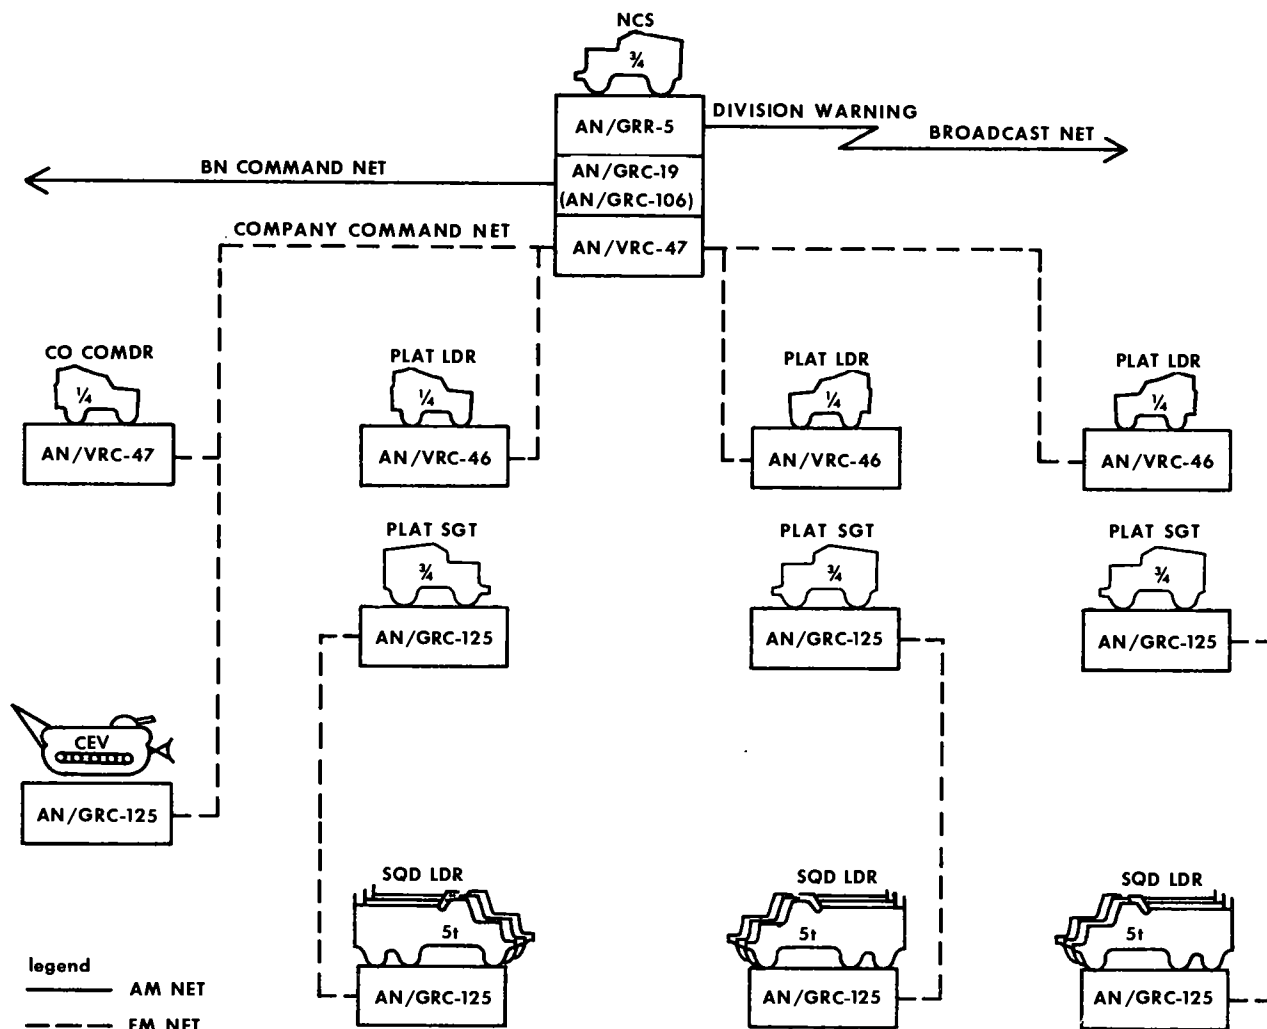 NCS
3/4
AN/GRR-5
DIVISION WARNING
BROADCAST NET
BN COMMAND NET
AN/GRC-19
(AN/GRC-106)
COMPANY COMMAND NET
AN/VRC-47
CO COMDR
PLAT LDR
PLAT LDR
PLAT LDR
1/4
1/4
1/4
1/4
AN/VRC-47
AN/VRC-46
AN/VRC-46
AN/VRC-46
PLAT SGT
PLAT SGT
PLAT SGT
3/4
3/4
3/4
AN/GRC-125
AN/GRC-125
AN/GRC-125
CEV
AN/GRC-125
SQD LDR
SQD LDR
SQD LDR
5t
5t
5t
AN/GRC-125
AN/GRC-125
AN/GRC-125
legend
AM NET
FM NET